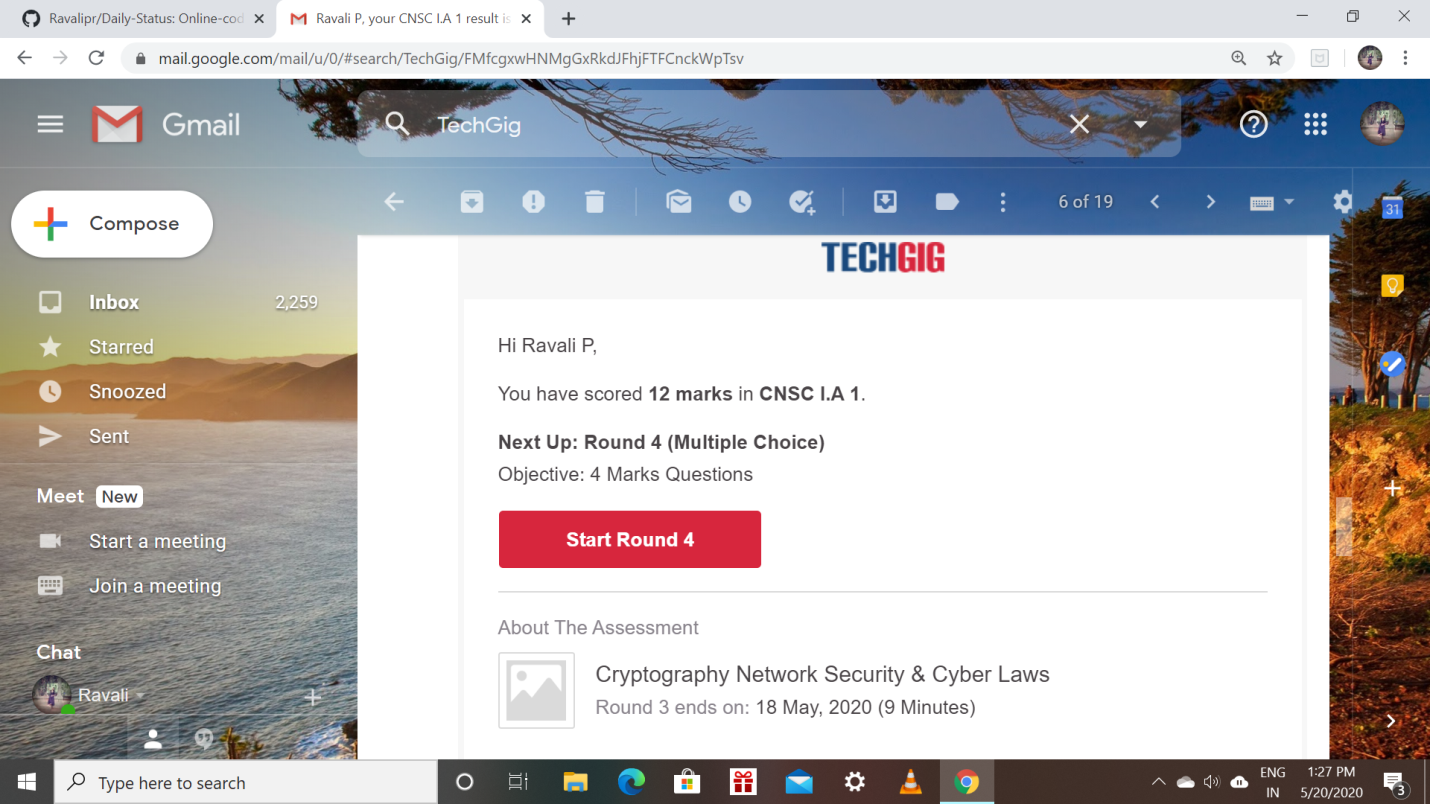 Ravalipr/Daily-Status: Online-cod
Ravali P, your CNSC I.A 1 result is
mail.google.com/mail/u/0/#search/TechGig/FMfcgxwHNMgGxRkdJFhjFTFCnckWpTsv
Gmail
TechGig
Compose
6 of 19
31
Inbox 2,259
Starred
Snoozed
Sent
Meet New
Start a meeting
Join a meeting
Chat
Ravali
TECHGIG
Hi Ravali P,
You have scored 12 marks in CNSC I.A 1.
Next Up: Round 4 (Multiple Choice)
Objective: 4 Marks Questions
Start Round 4
About The Assessment
Cryptography Network Security & Cyber Laws
Round 3 ends on: 18 May, 2020 (9 Minutes)
Type here to search
ENG
IN
1:27 PM
5/20/2020
3